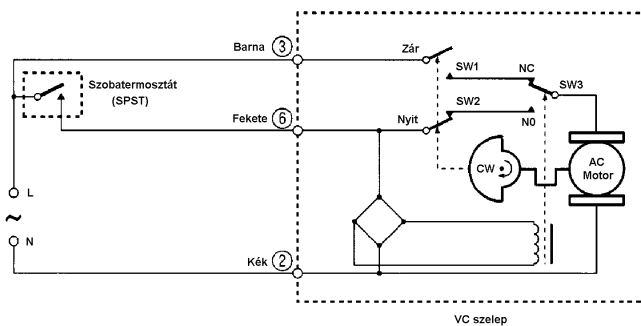 Barna 3
Zár
SW1
NC
SW3
Szobatermosztát
(SPST)
SW2
Fekete 6
Nyit
N0
CW
AC
Motor
L
~
N
Kék 2
VC szelep